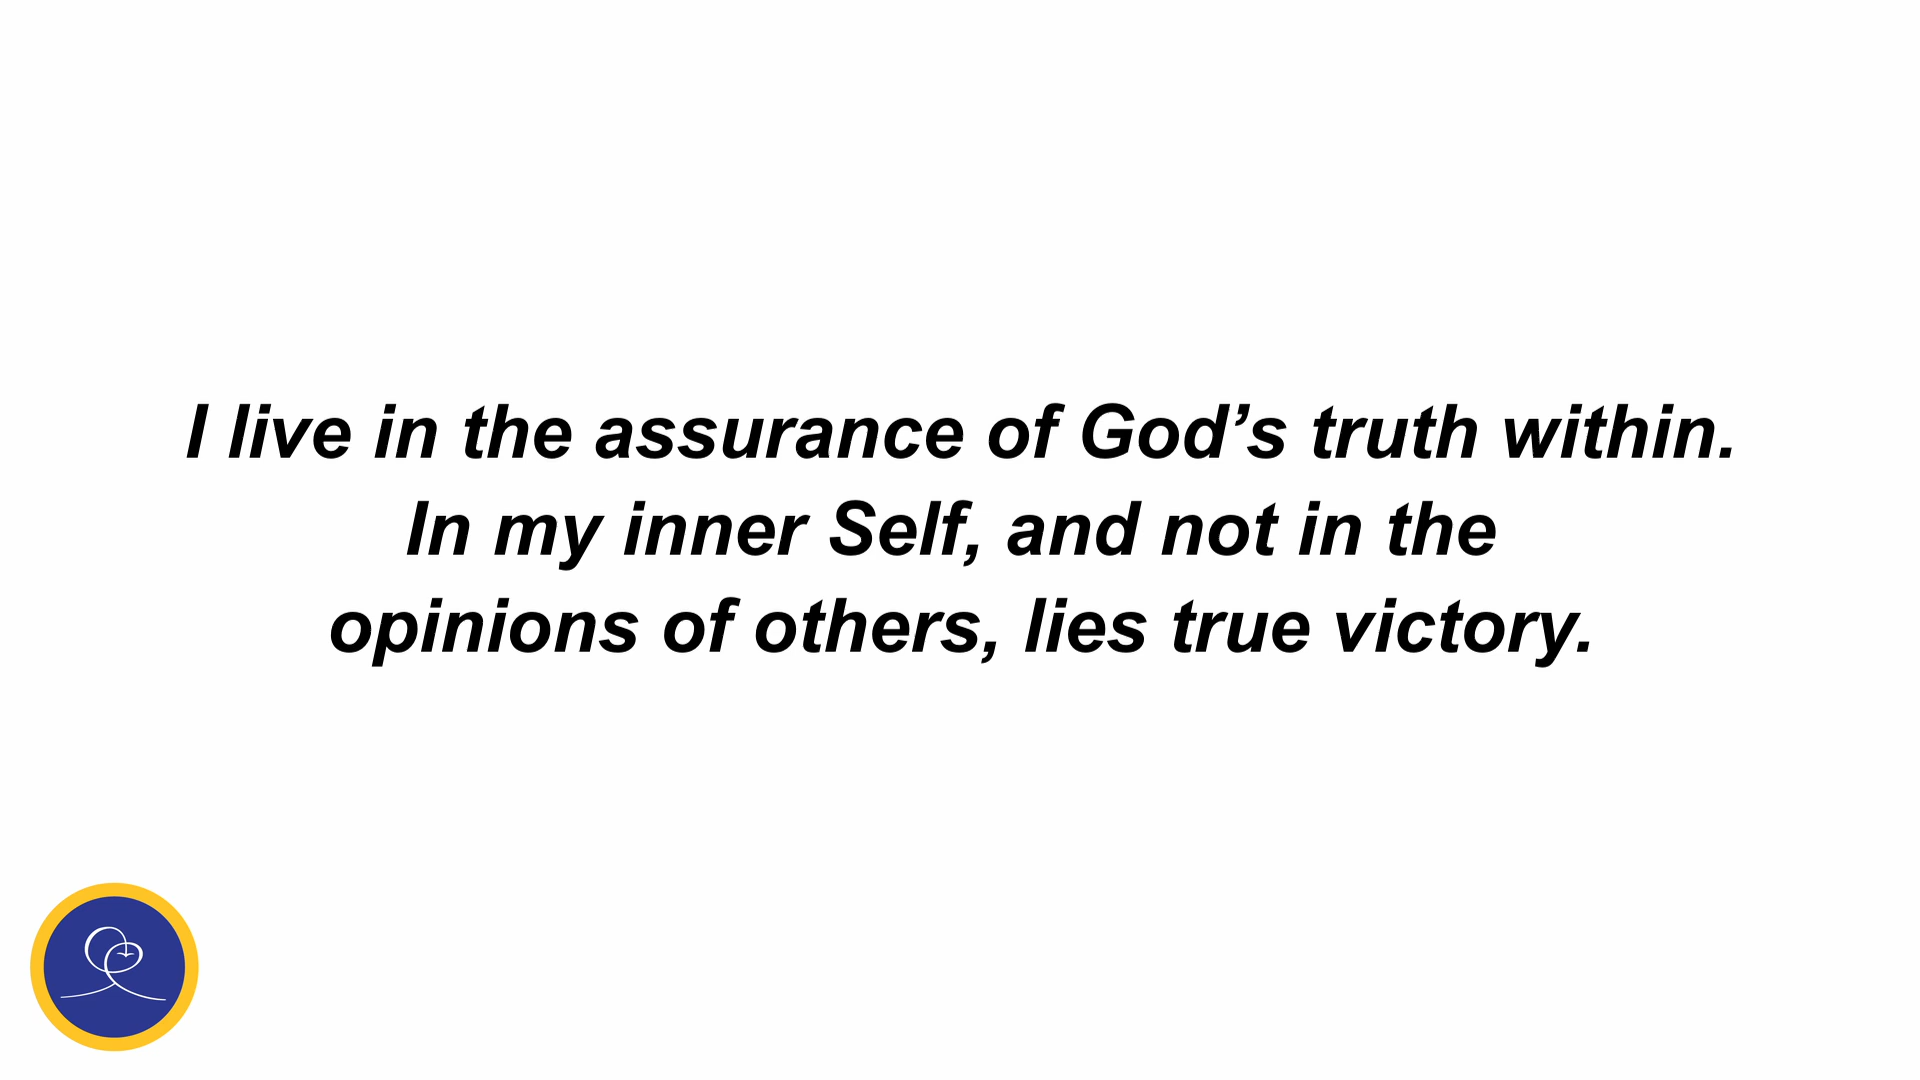 I live in the assurance of God’s truth within.
In my inner Self, and not in the
opinions of others, lies true victory.